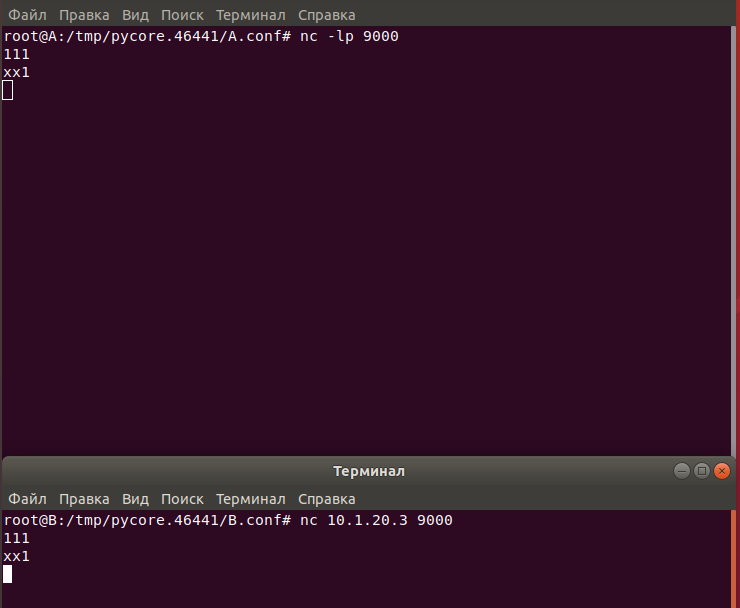 Файл Правка Вид Поиск Терминал Справка
root@A:/tmp/pycore.46441/A.conf# nc -lp 9000
111
xx1
Терминал
Файл Правка Вид Поиск Терминал Справка
root@B:/tmp/pycore.46441/B.conf# nc 10.1.20.3 9000
111
xx1